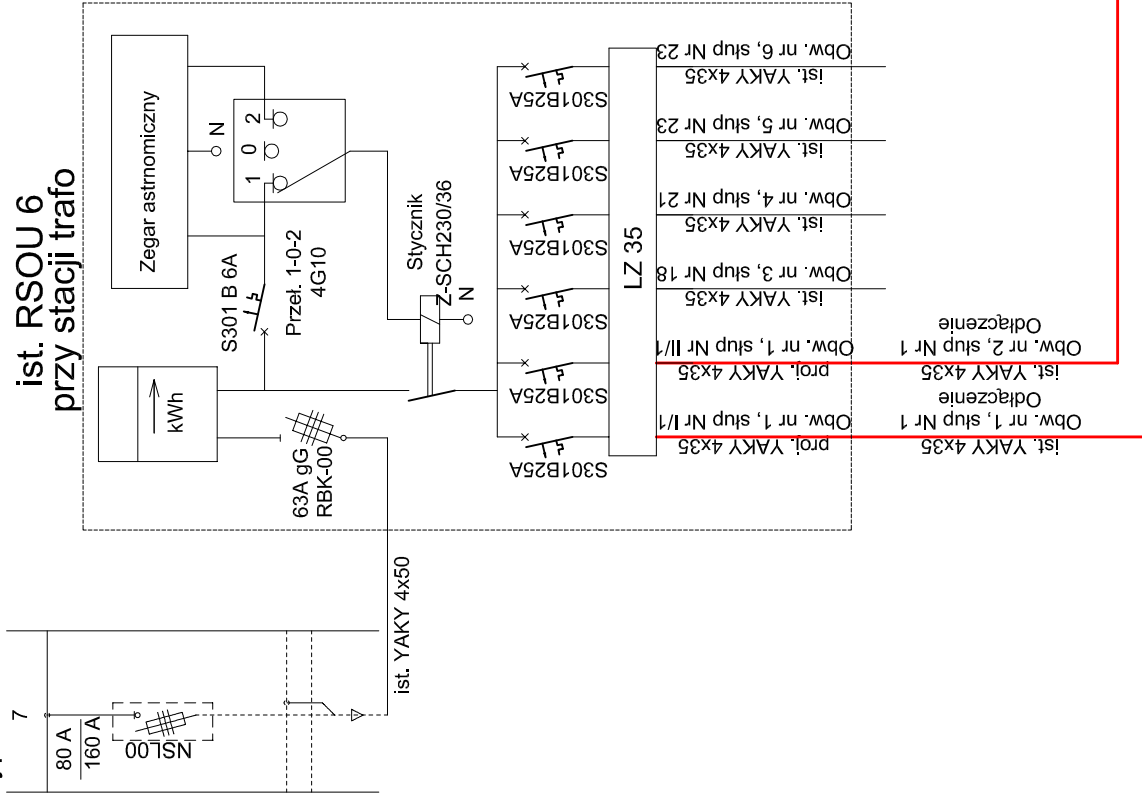 ist. RSOU 6
przy stacji trafo
Zegar astrnomiczny
N
1 0 2
S301 B 6A
Przeł. 1-0-2
4G10
kWh
63A gG
RBK-00
Stycznik
Z-SCH230/36
N
S301B25A
S301B25A
S301B25A
S301B25A
S301B25A
S301B25A
LZ 35
ist. YAKY 4x35
Obw. nr 6, słup Nr 23
ist. YAKY 4x35
Obw. nr 5, słup Nr 23
ist. YAKY 4x35
Obw. nr 4, słup Nr 21
ist. YAKY 4x35
Obw. nr 3, słup Nr 18
proj. YAKY 4x35
Obw. nr 1, słup Nr II/1
ist. YAKY 4x35
Obw. nr 2, słup Nr 1
Odłączenie
proj. YAKY 4x35
Obw. nr 1, słup Nr I/1
ist. YAKY 4x35
Obw. nr 1, słup Nr 1
Odłączenie
7
80 A
160 A
NSL00
ist. YAKY 4x50